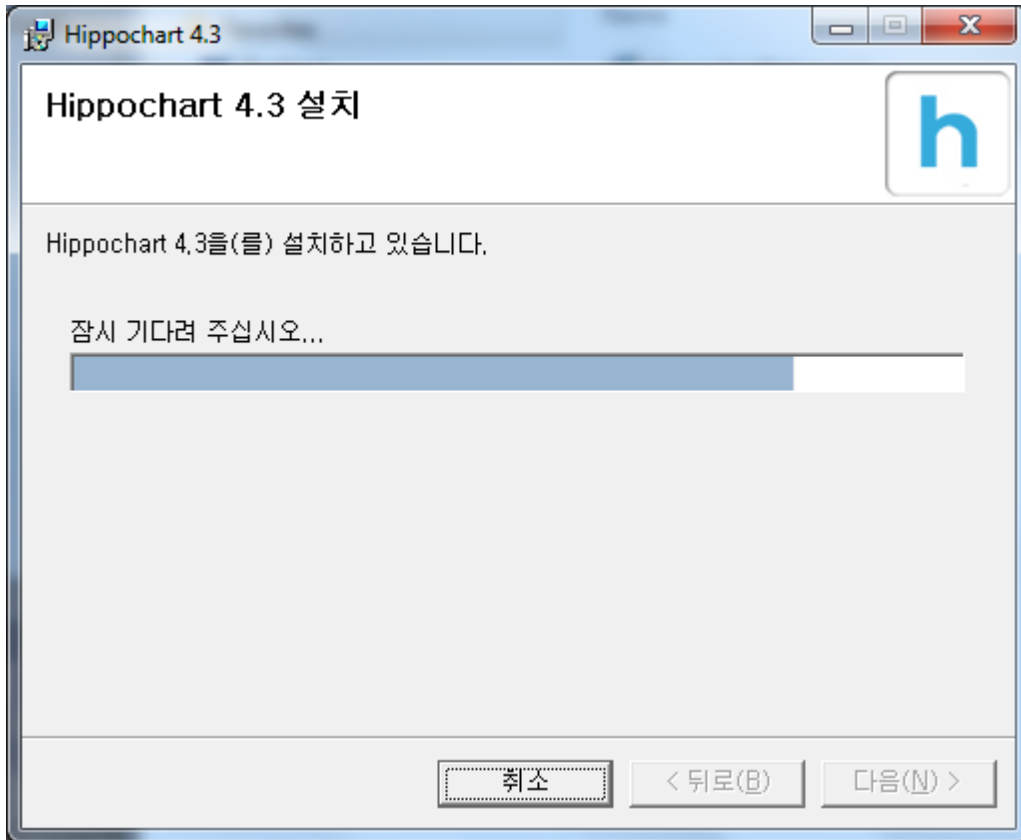 Hippochart 4.3
Hippochart 4.3 설치
h
Hippochart 4.3을(를) 설치하고 있습니다.
잠시 기다려 주십시오...
취소
< 뒤로(B)
다음(N) >